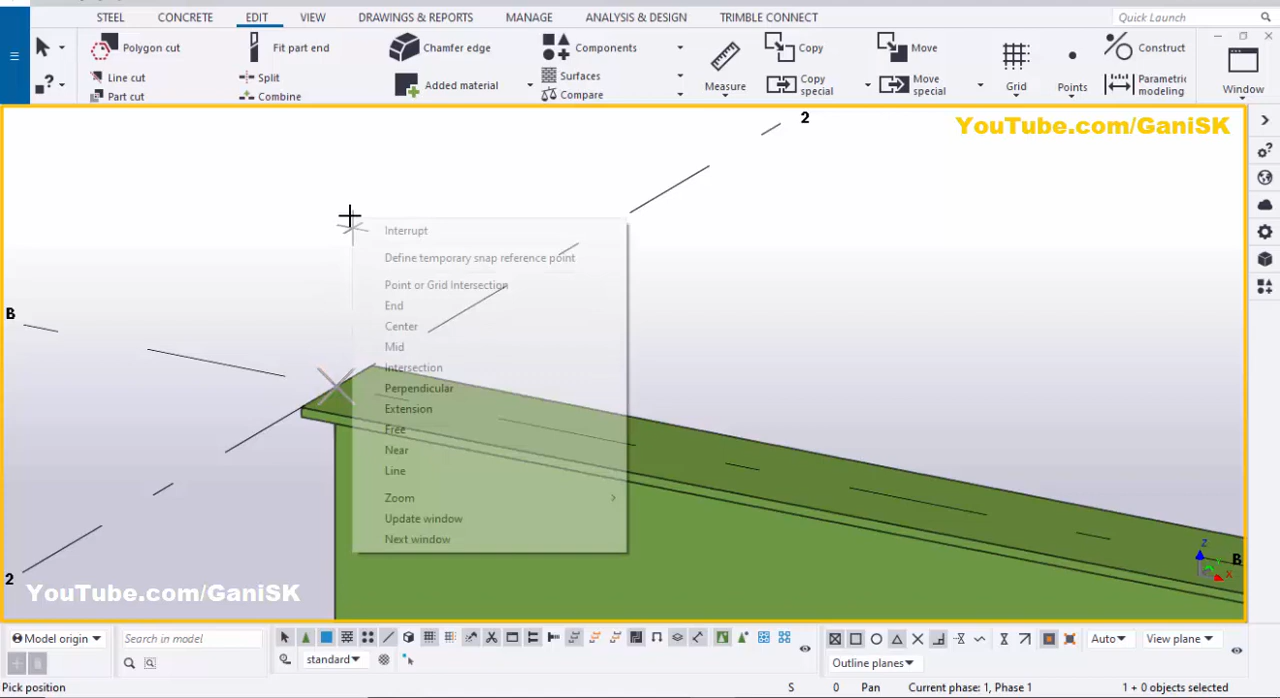 STEEL CONCRETE EDIT VIEW DRAWINGS & REPORTS MANAGE ANALYSIS & DESIGN TRIMBLE CONNECT Quick Launch
Polygon cut Fit part end Chamfer edge Components Copy Move Construct
Line cut Split Added material Surfaces Measure Copy special Move special Grid Points Parametric modeling Window
Part cut Combine Compare
2 YouTube.com/GaniSK
Interrupt
Define temporary snap reference point
Point or Grid Intersection
End
B
Center
Mid
Intersection
Perpendicular
Extension
Free
Near
Line
Zoom
Update window
Next window
z
B
x
2
YouTube.com/GaniSK
Model origin Search in model Auto View plane
standard Outline planes
Pick position S 0 Pan Current phase: 1, Phase 1 1 + 0 objects selected